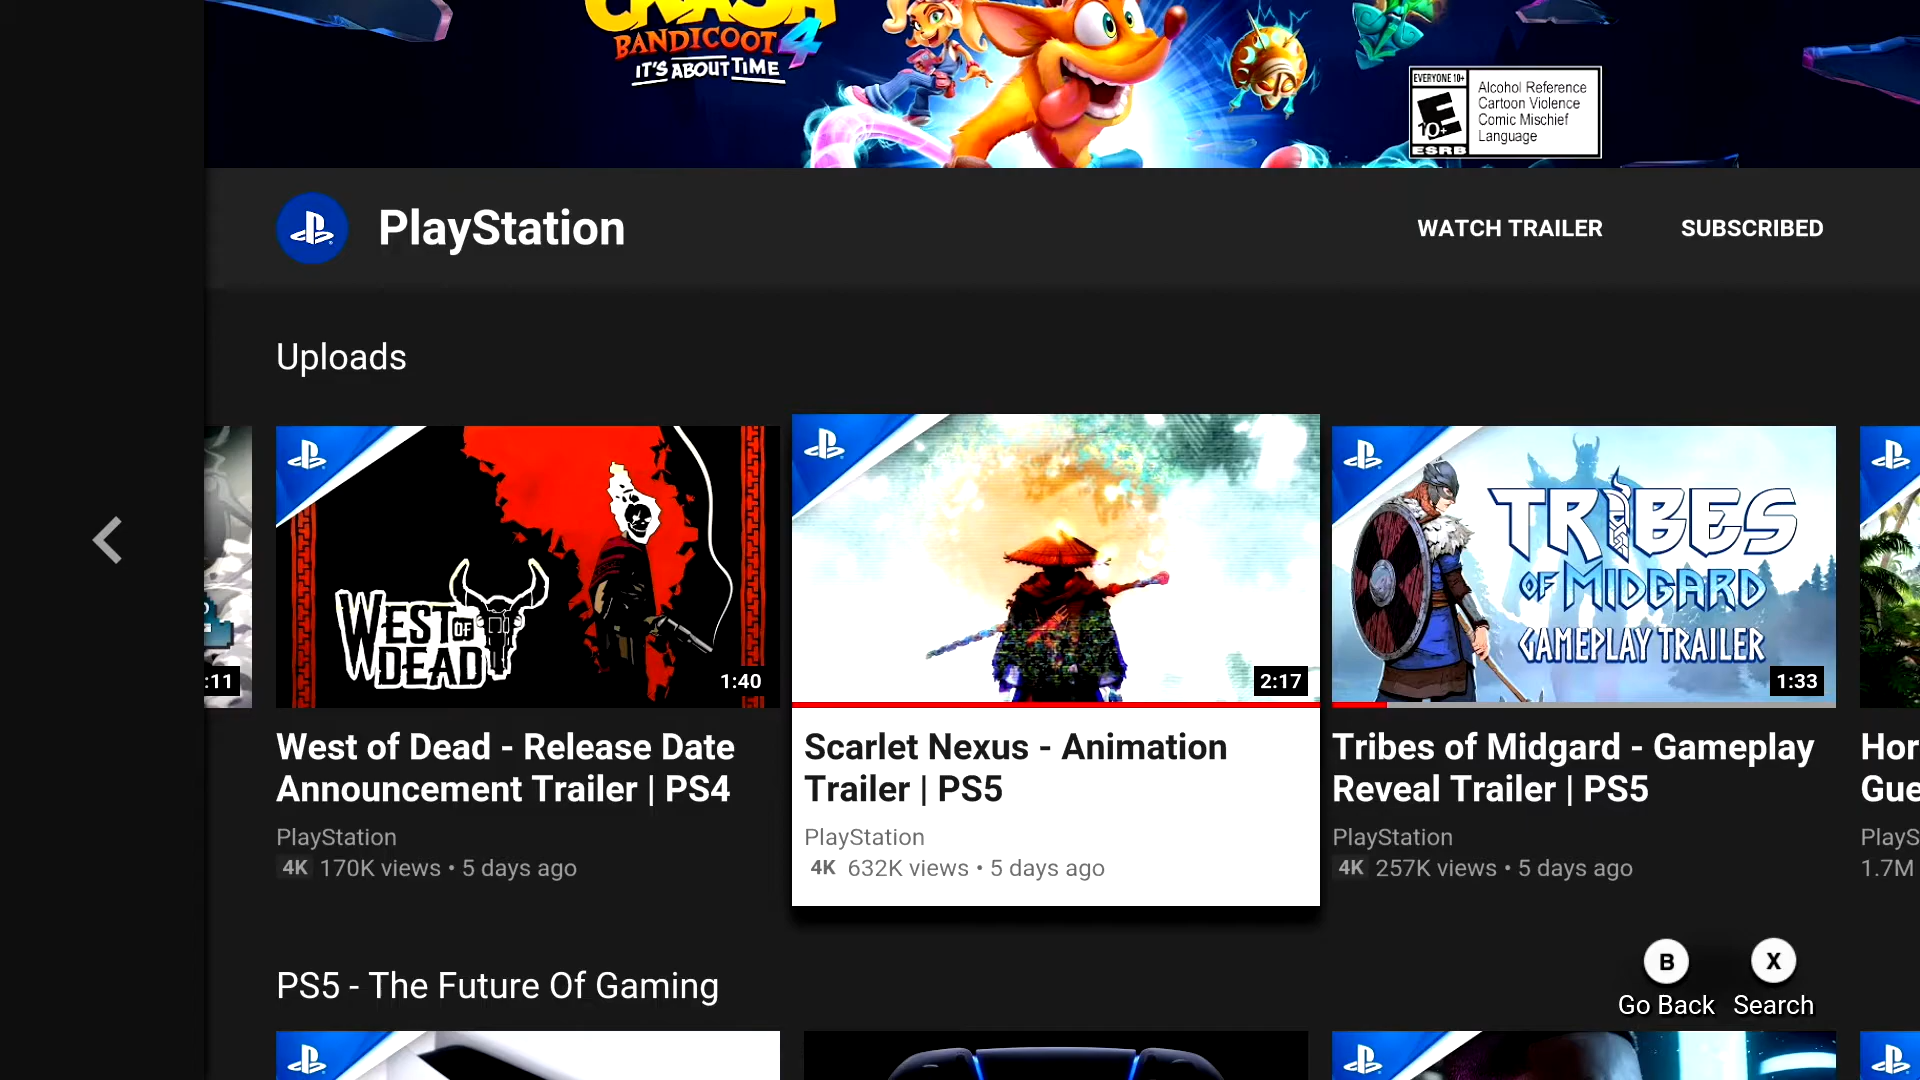 CRASH
BANDICOOT 4
IT'S ABOUT TIME
EVERYONE 10+
E
10+
ESRB
Alcohol Reference
Cartoon Violence
Comic Mischief
Language
PlayStation
WATCH TRAILER
SUBSCRIBED
Uploads
:11
WEST OF DEAD
1:40
West of Dead - Release Date
Announcement Trailer | PS4
PlayStation
4K 170K views • 5 days ago
2:17
Scarlet Nexus - Animation
Trailer | PS5
PlayStation
4K 632K views • 5 days ago
TRIBES
OF MIDGARD
GAMEPLAY TRAILER
1:33
Tribes of Midgard - Gameplay
Reveal Trailer | PS5
PlayStation
4K 257K views • 5 days ago
Hor
Gue
PlayS
1.7M
PS5 - The Future Of Gaming
B
Go Back
X
Search